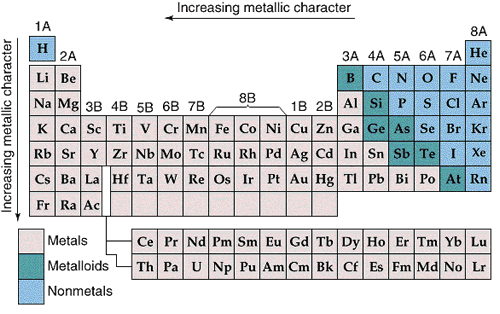 Increasing metallic character
1A 8A
H He
2A 3A 4A 5A 6A 7A
Li Be B C N O F Ne
Na Mg 3B 4B 5B 6B 7B 8B 1B 2B Al Si P S Cl Ar
K Ca Sc Ti V Cr Mn Fe Co Ni Cu Zn Ga Ge As Se Br Kr
Rb Sr Y Zr Nb Mo Tc Ru Rh Pd Ag Cd In Sn Sb Te I Xe
Cs Ba La Hf Ta W Re Os Ir Pt Au Hg Tl Pb Bi Po At Rn
Fr Ra Ac
Increasing metallic character
Ce Pr Nd Pm Sm Eu Gd Tb Dy Ho Er Tm Yb Lu
Th Pa U Np Pu Am Cm Bk Cf Es Fm Md No Lr
Metals
Metalloids
Nonmetals